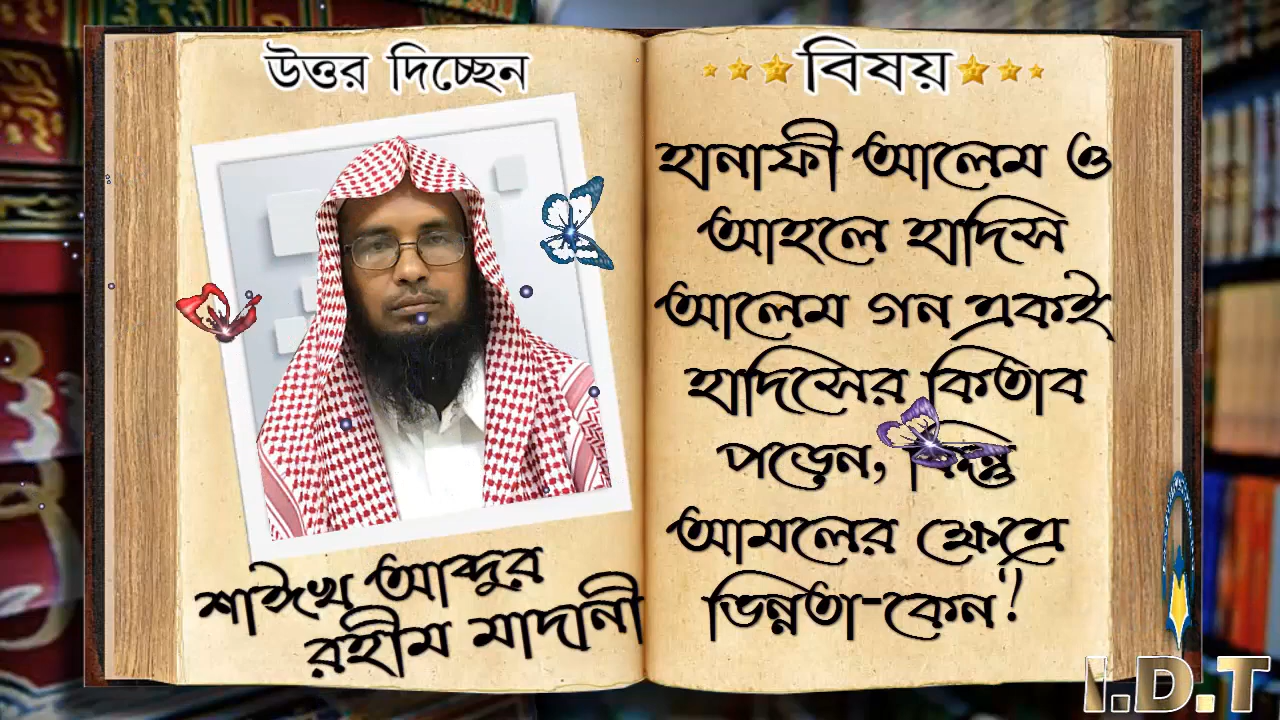 উত্তর দিচ্ছেন
শাঈখ আব্দুর
রহীম মাদানী
বিষয়
হানাফী আলেম ও
আহলে হাদিস
আলেম গন একই
হাদিসের কিতাব
পড়েন, কিন্তু
আমলের ক্ষেত্রে
ভিন্নতা-কেন?
I.D.T